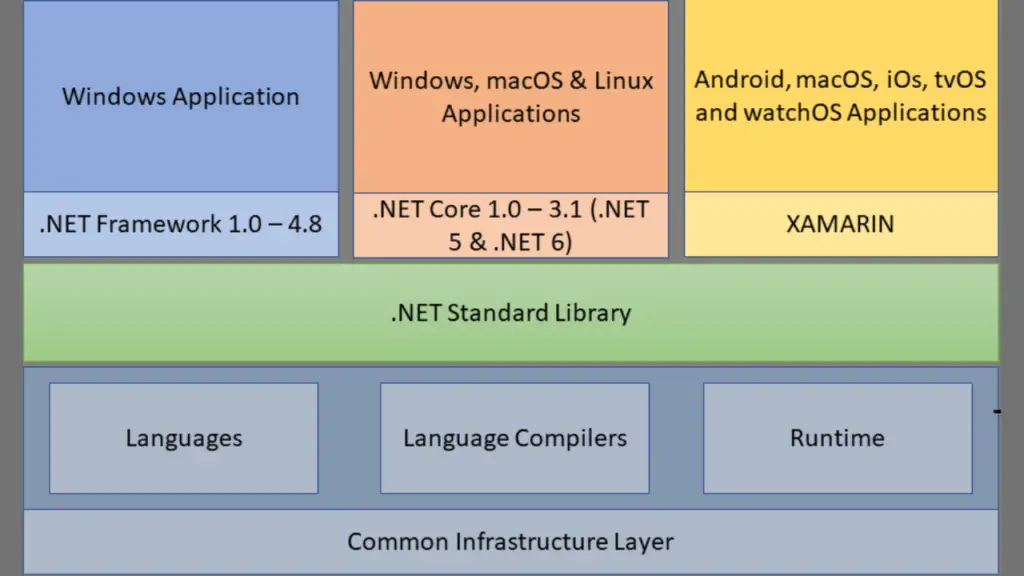 Windows Application
Windows, macOS & Linux
Applications
Android, macOS, iOs, tvOS
and watchOS Applications
.NET Framework 1.0 – 4.8
.NET Core 1.0 – 3.1 (.NET
5 & .NET 6)
XAMARIN
.NET Standard Library
Languages
Language Compilers
Runtime
Common Infrastructure Layer